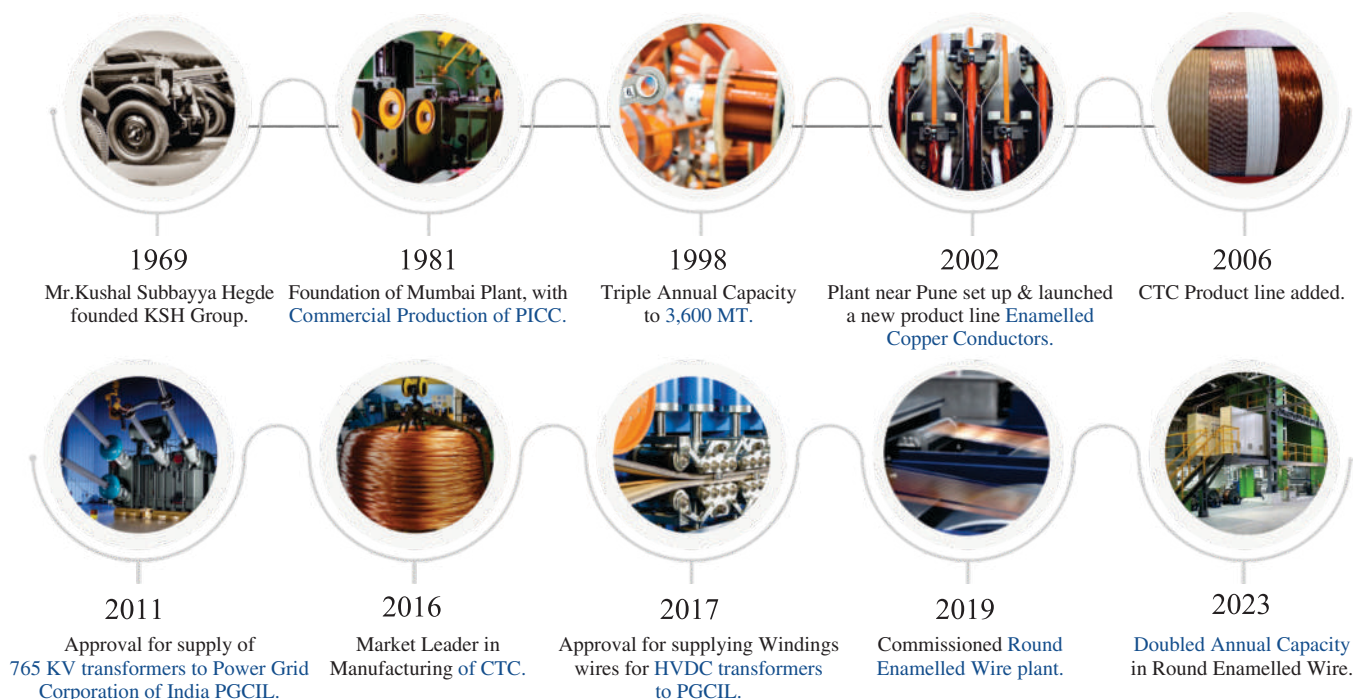 1969
Mr.Kushal Subbayya Hegde
founded KSH Group.
1981
Foundation of Mumbai Plant, with
Commercial Production of PICC.
1998
Triple Annual Capacity
to 3,600 MT.
2002
Plant near Pune set up & launched
a new product line Enamelled
Copper Conductors.
2006
CTC Product line added.
2011
Approval for supply of
765 KV transformers to Power Grid
Corporation of India PGCIL.
2016
Market Leader in
Manufacturing of CTC.
2017
Approval for supplying Windings
wires for HVDC transformers
to PGCIL.
2019
Commissioned Round
Enamelled Wire plant.
2023
Doubled Annual Capacity
in Round Enamelled Wire.